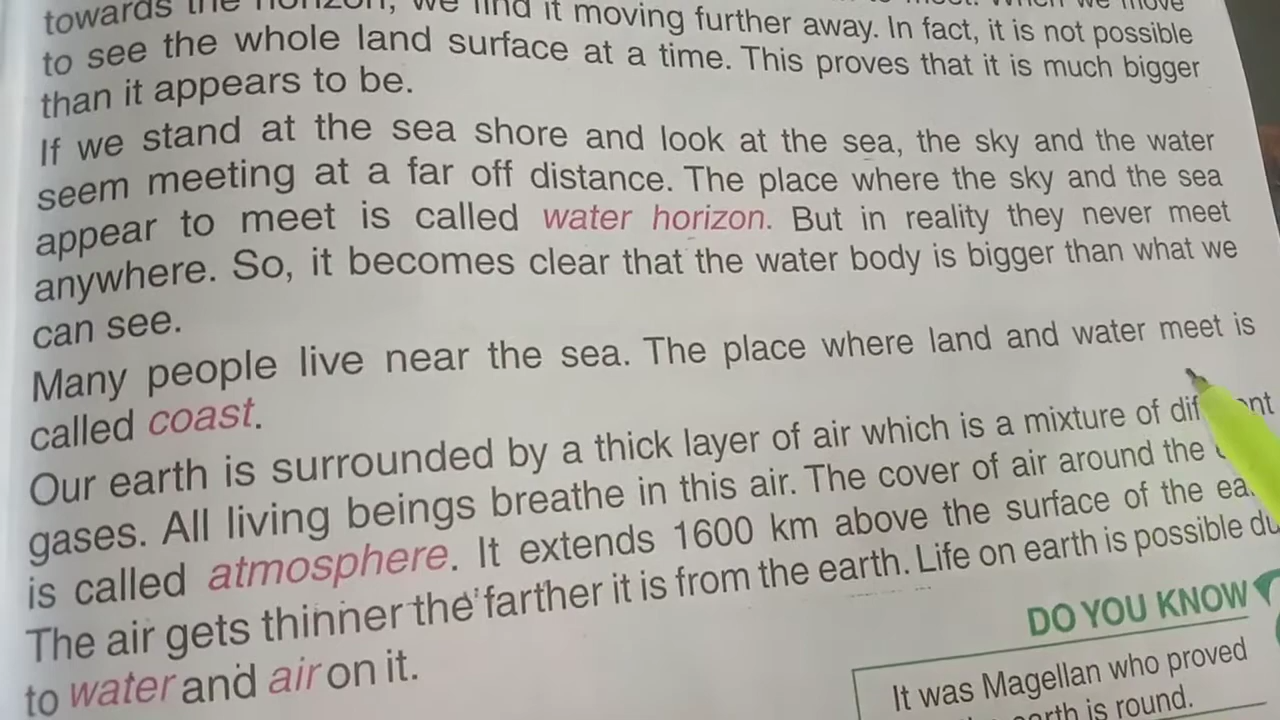 towards the horizon, we find it moving further away. In fact, it is not possible
to see the whole land surface at a time. This proves that it is much bigger
than it appears to be.
If we stand at the sea shore and look at the sea, the sky and the water
seem meeting at a far off distance. The place where the sky and the sea
appear to meet is called water horizon. But in reality they never meet
anywhere. So, it becomes clear that the water body is bigger than what we
can see.
Many people live near the sea. The place where land and water meet is
called coast.
Our earth is surrounded by a thick layer of air which is a mixture of
gases. All living beings breathe in this air. The cover of air around the
is called atmosphere. It extends 1600 km above the surface of the
The air gets thinner the farther it is from the earth. Life on earth is possible
to water and air on it.
DO YOU KNOW
It was Magellan who proved
earth is round.